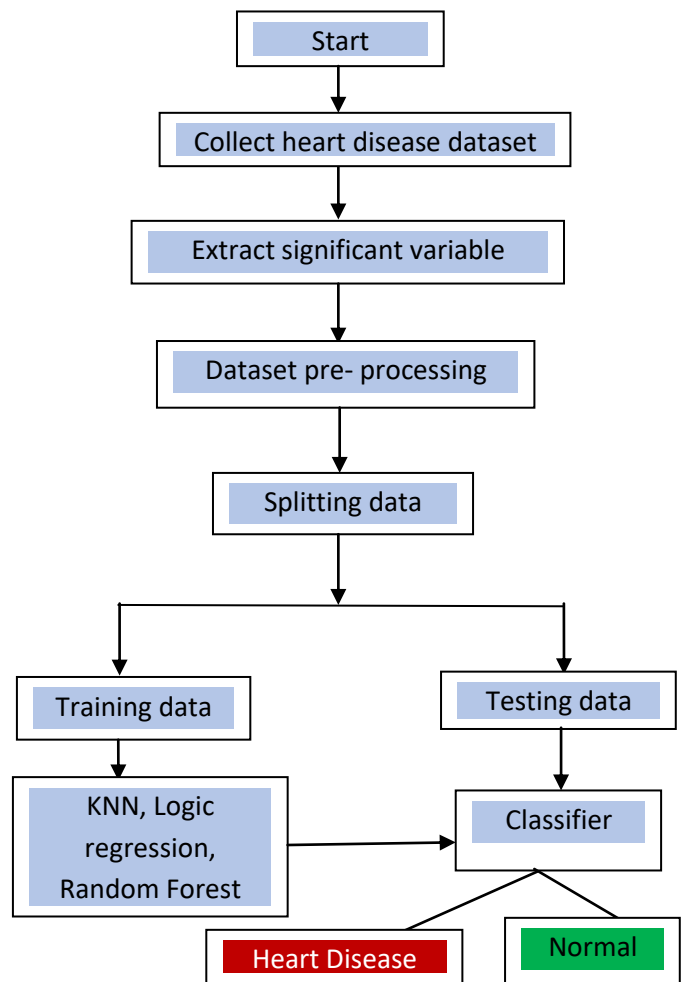 Start
Collect heart disease dataset
Extract significant variable
Dataset pre- processing
Splitting data
Training data
Testing data
KNN, Logic
regression,
Random Forest
Classifier
Heart Disease
Normal